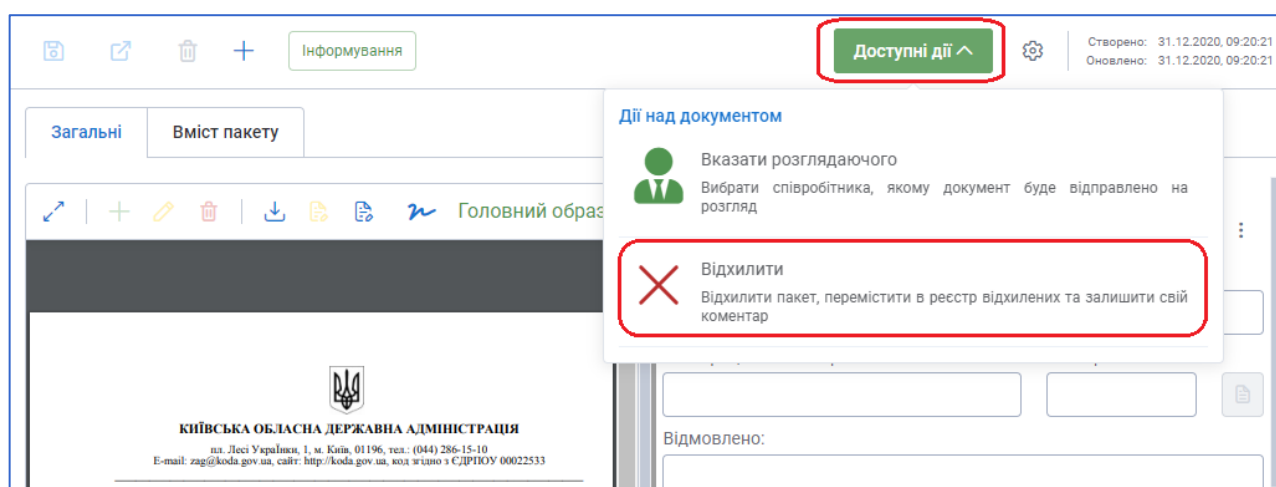 Інформування
Доступні дії
Створено: 31.12.2020, 09:20:21
Оновлено: 31.12.2020, 09:20:21
Загальні
Вміст пакету
Дії над документом
Вказати розглядаючого
Вибрати співробітника, якому документ буде відправлено на
розгляд
Відхилити
Відхилити пакет, перемістити в реєстр відхилених та залишити свій
коментар
Головний образ
КИЇВСЬКА ОБЛАСНА ДЕРЖАВНА АДМІНІСТРАЦІЯ
пл. Лесі Українки, 1, м. Київ, 01196, тел.: (044) 286-15-10
E-mail: zag@koda.gov.ua, сайт: http://koda.gov.ua, код згідно з ЄДРПОУ 00022533
Відмовлено: